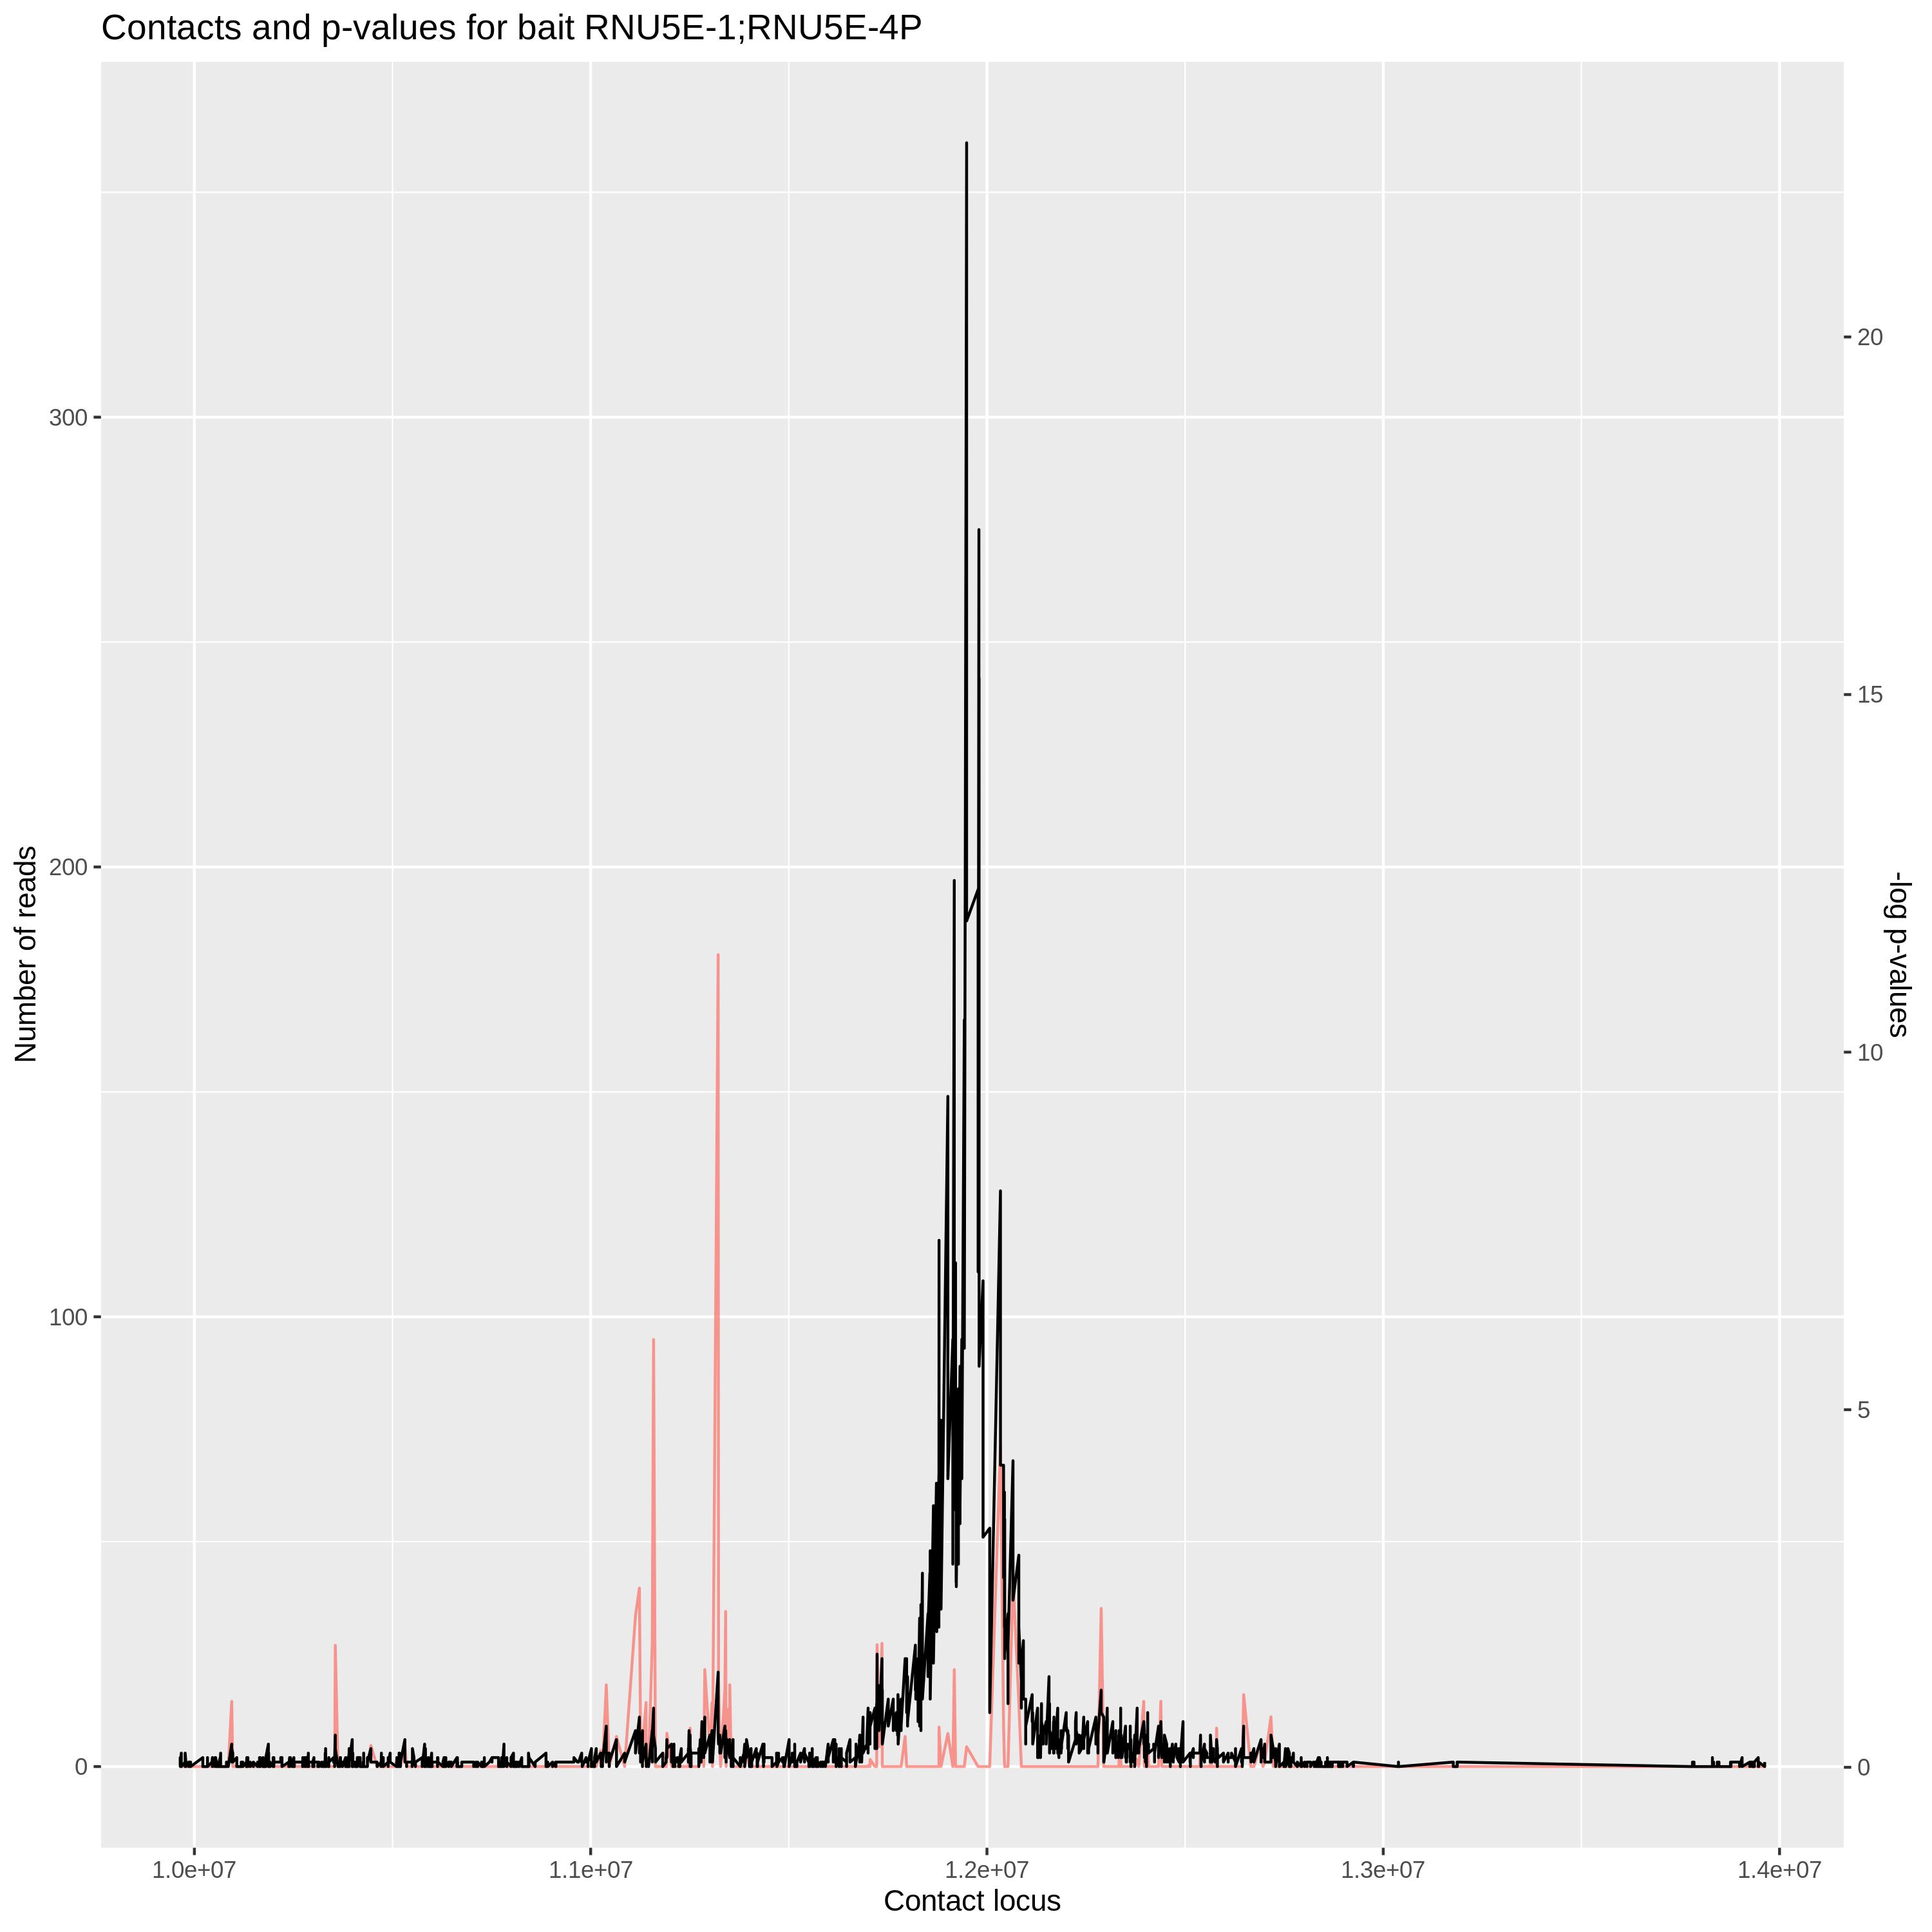 Contacts and p-values for bait RNU5E-1;RNU5E-4P
300
200
100
0
Number of reads
20
15
10
5
0
-log p-values
1.0e+07 1.1e+07 1.2e+07 1.3e+07 1.4e+07
Contact locus